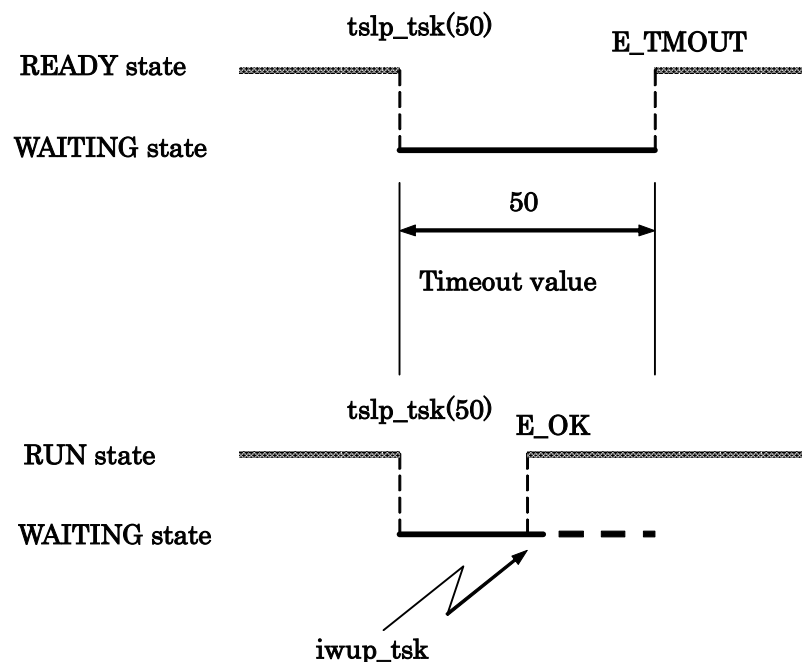 tslp_tsk(50)
E_TMOUT
READY state
WAITING state
50
Timeout value
tslp_tsk(50)
E_OK
RUN state
WAITING state
iwup_tsk